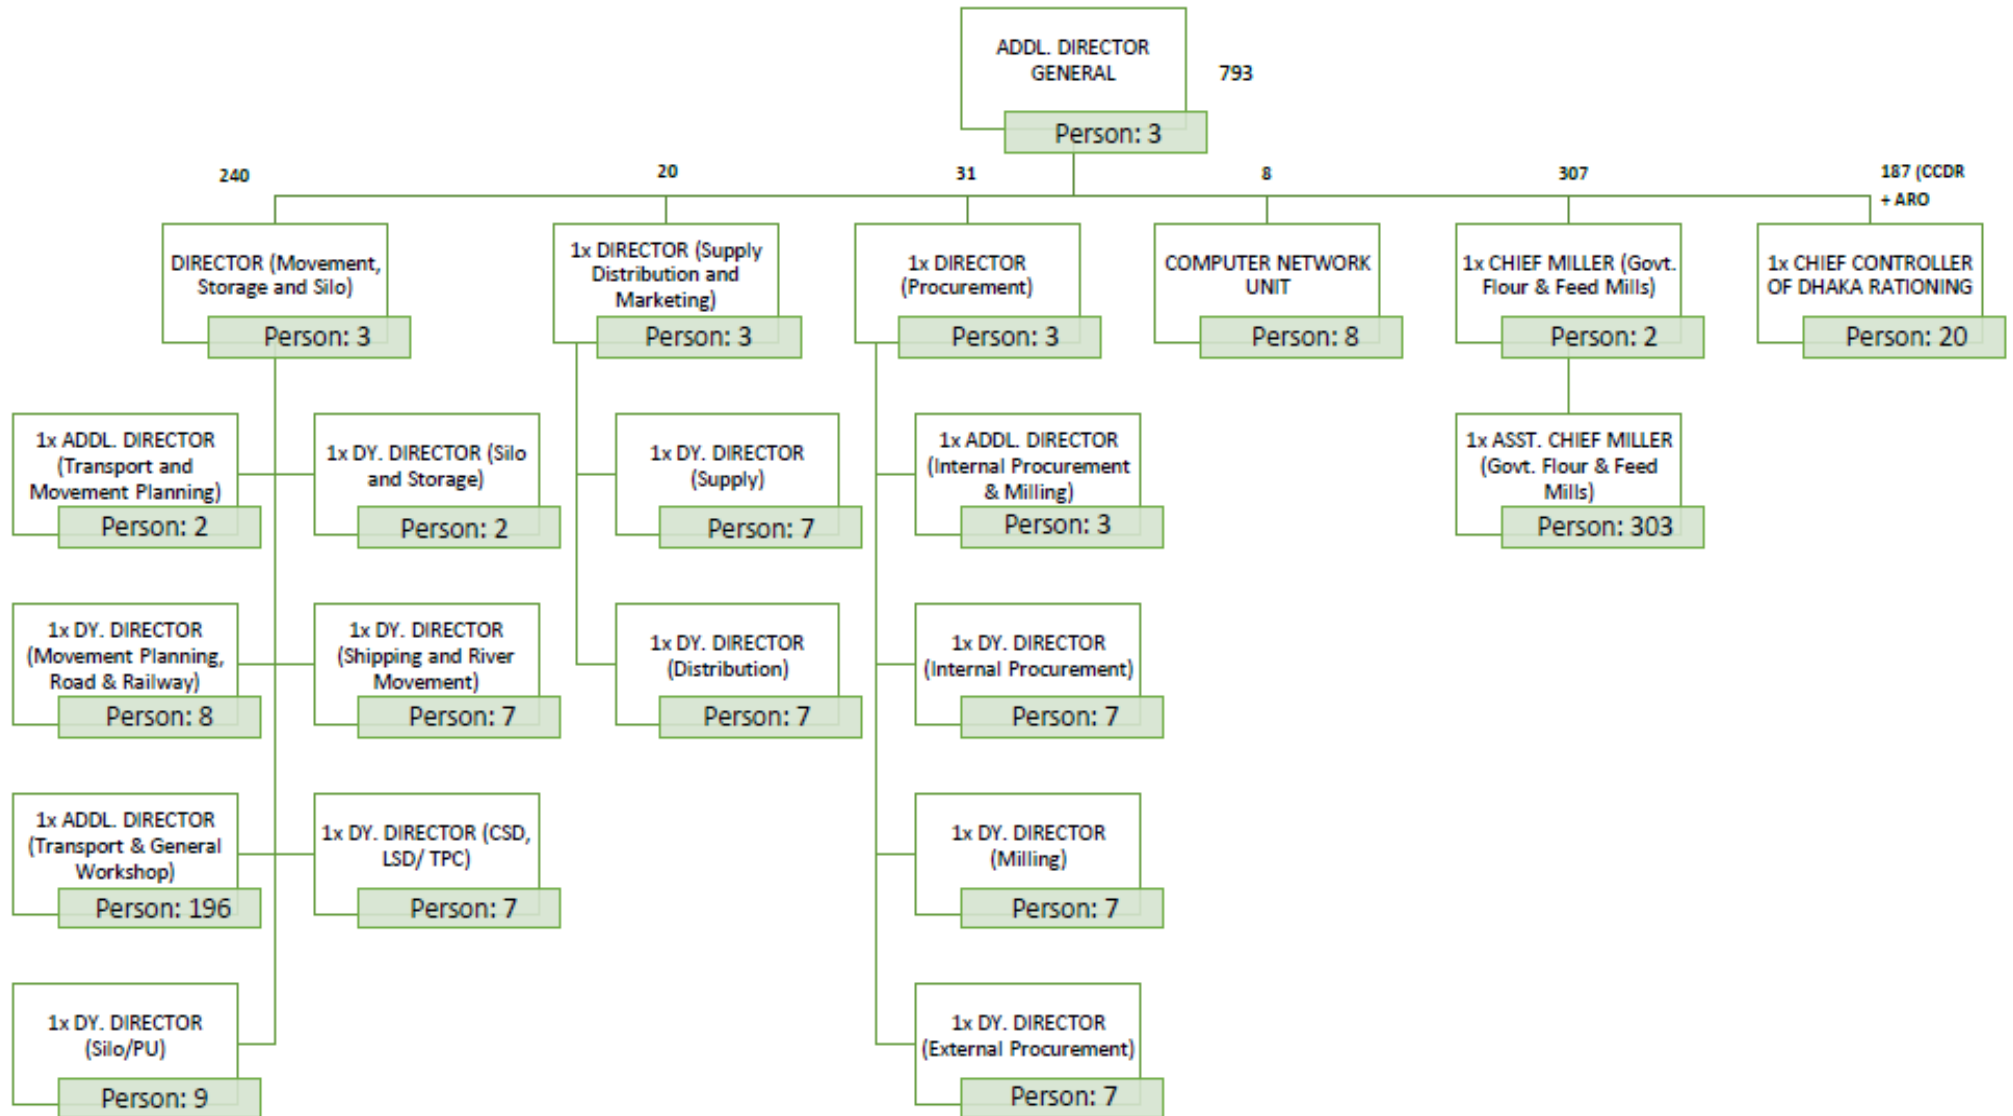 ADDL. DIRECTOR
GENERAL
793
Person: 3
240
20
31
8
307
187 (CCDR
+ ARO
DIRECTOR (Movement,
Storage and Silo)
Person: 3
1x DIRECTOR (Supply
Distribution and
Marketing)
Person: 3
1x DIRECTOR
(Procurement)
Person: 3
COMPUTER NETWORK
UNIT
Person: 8
1x CHIEF MILLER (Govt.
Flour & Feed Mills)
Person: 2
1x CHIEF CONTROLLER
OF DHAKA RATIONING
Person: 20
1x ADDL. DIRECTOR
(Transport and
Movement Planning)
Person: 2
1x DY. DIRECTOR (Silo
and Storage)
Person: 2
1x DY. DIRECTOR
(Supply)
Person: 7
1x ADDL. DIRECTOR
(Internal Procurement
& Milling)
Person: 3
1x ASST. CHIEF MILLER
(Govt. Flour & Feed
Mills)
Person: 303
1x DY. DIRECTOR
(Movement Planning,
Road & Railway)
Person: 8
1x DY. DIRECTOR
(Shipping and River
Movement)
Person: 7
1x DY. DIRECTOR
(Distribution)
Person: 7
1x DY. DIRECTOR
(Internal Procurement)
Person: 7
1x ADDL. DIRECTOR
(Transport & General
Workshop)
Person: 196
1x DY. DIRECTOR (CSD,
LSD/ TPC)
Person: 7
1x DY. DIRECTOR
(Milling)
Person: 7
1x DY. DIRECTOR
(Silo/PU)
Person: 9
1x DY. DIRECTOR
(External Procurement)
Person: 7